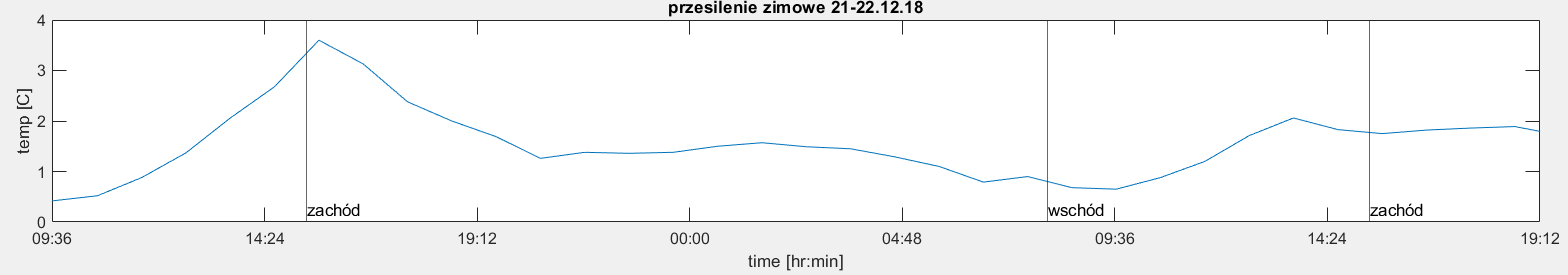 przesilenie zimowe 21-22.12.18
4
3
2
1
0
temp [C]
zachód
wschód
zachód
09:36 14:24 19:12 00:00 04:48 09:36 14:24 19:12
time [hr:min]